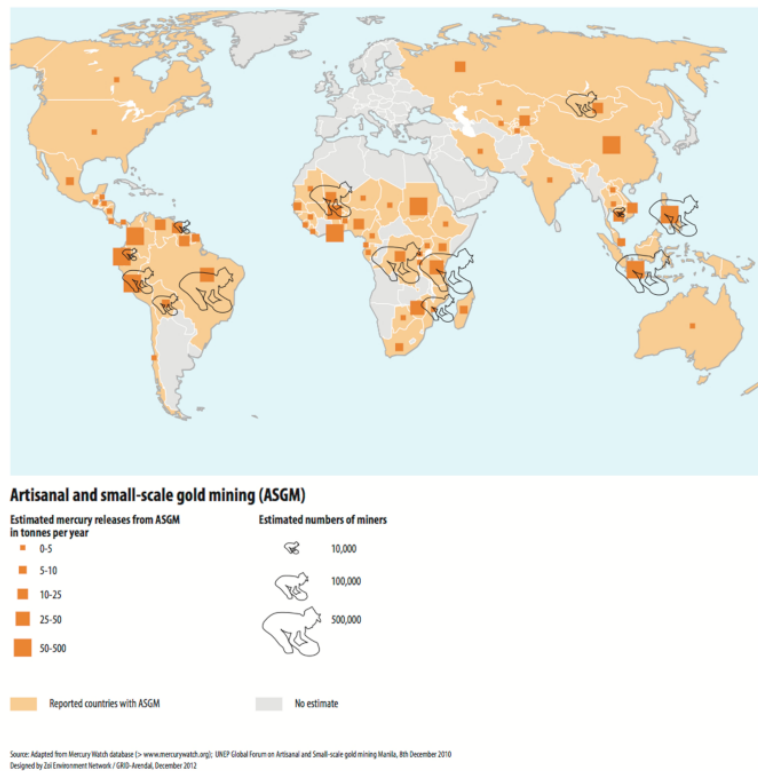 Artisanal and small-scale gold mining (ASGM)
Estimated mercury releases from ASGM
in tonnes per year
0-5
5-10
10-25
25-50
50-500
Estimated numbers of miners
10,000
100,000
500,000
Reported countries with ASGM
No estimate
Source: Adapted from Mercury Watch database (> www.mercurywatch.org); UNEP Global Forum on Artisanal and Small-scale gold mining Manila, 8th December 2010
Designed by Zoï Environment Network / GRID-Arendal, December 2012